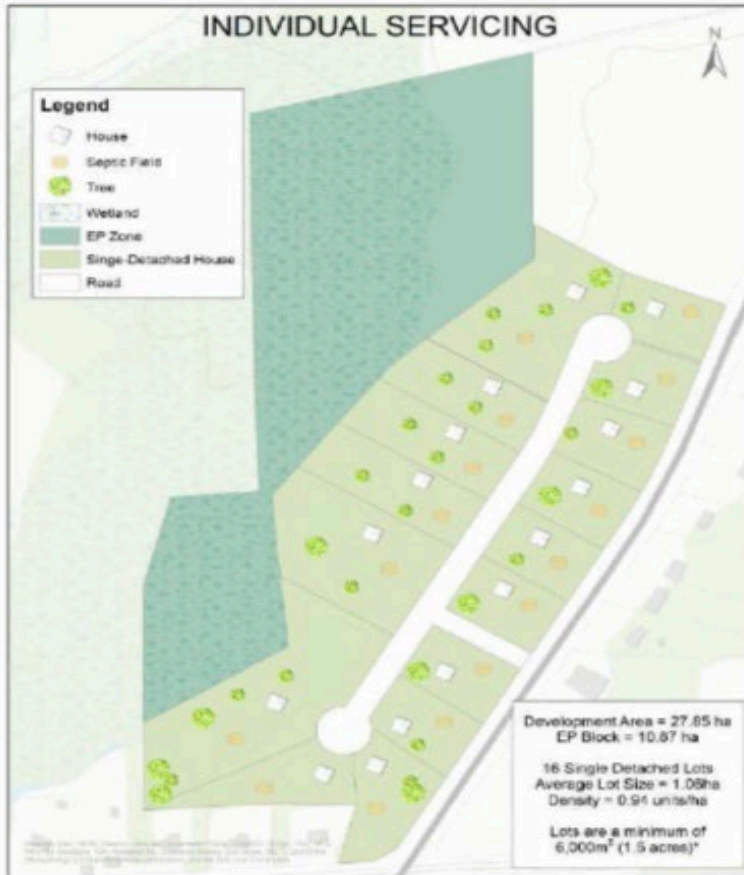 INDIVIDUAL SERVICING
N
Legend
House
Septic Field
Tree
Wetland
EP Zone
Singe-Detached House
Road
Development Area = 27.85 ha
EP Block = 10.87 ha
16 Single Detached Lots
Average Lot Size = 1.06ha
Density = 0.94 units/ha
Lots are a minimum of
6,000m² (1.5 acres)*